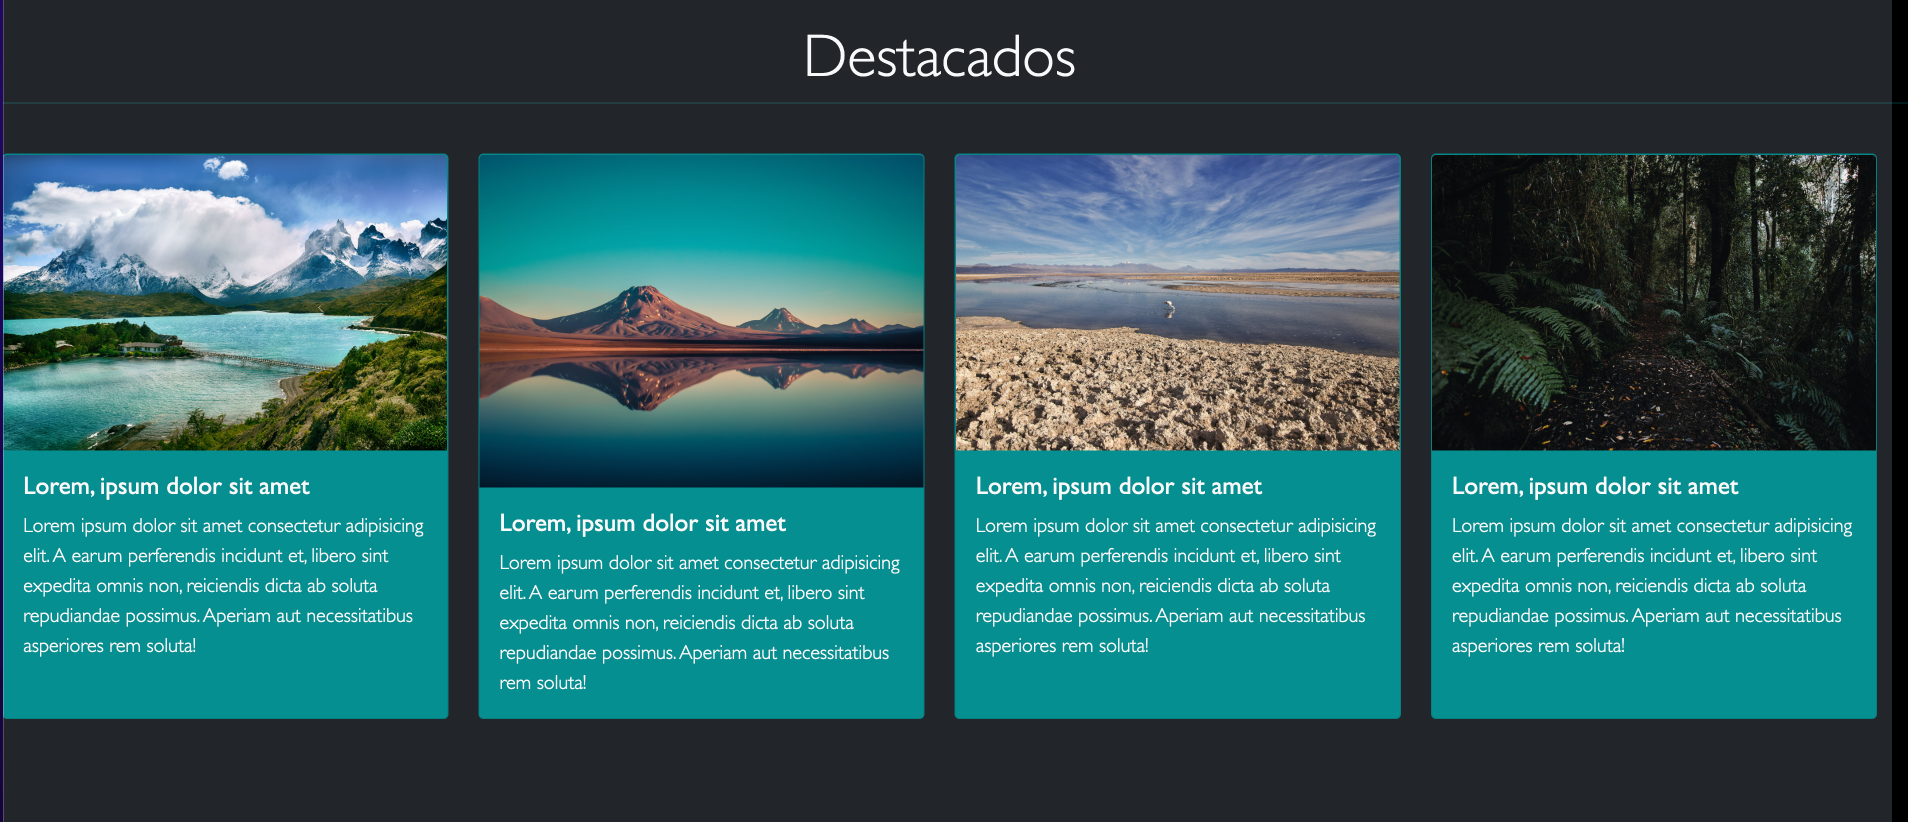 Destacados
Lorem, ipsum dolor sit amet
Lorem ipsum dolor sit amet consectetur adipisicing
elit. A earum perferendis incidunt et, libero sint
expedita omnis non, reiciendis dicta ab soluta
repudiandae possimus. Aperiam aut necessitatibus
asperiores rem soluta!
Lorem, ipsum dolor sit amet
Lorem ipsum dolor sit amet consectetur adipisicing
elit. A earum perferendis incidunt et, libero sint
expedita omnis non, reiciendis dicta ab soluta
repudiandae possimus. Aperiam aut necessitatibus
rem soluta!
Lorem, ipsum dolor sit amet
Lorem ipsum dolor sit amet consectetur adipisicing
elit. A earum perferendis incidunt et, libero sint
expedita omnis non, reiciendis dicta ab soluta
repudiandae possimus. Aperiam aut necessitatibus
asperiores rem soluta!
Lorem, ipsum dolor sit amet
Lorem ipsum dolor sit amet consectetur adipisicing
elit. A earum perferendis incidunt et, libero sint
expedita omnis non, reiciendis dicta ab soluta
repudiandae possimus. Aperiam aut necessitatibus
asperiores rem soluta!